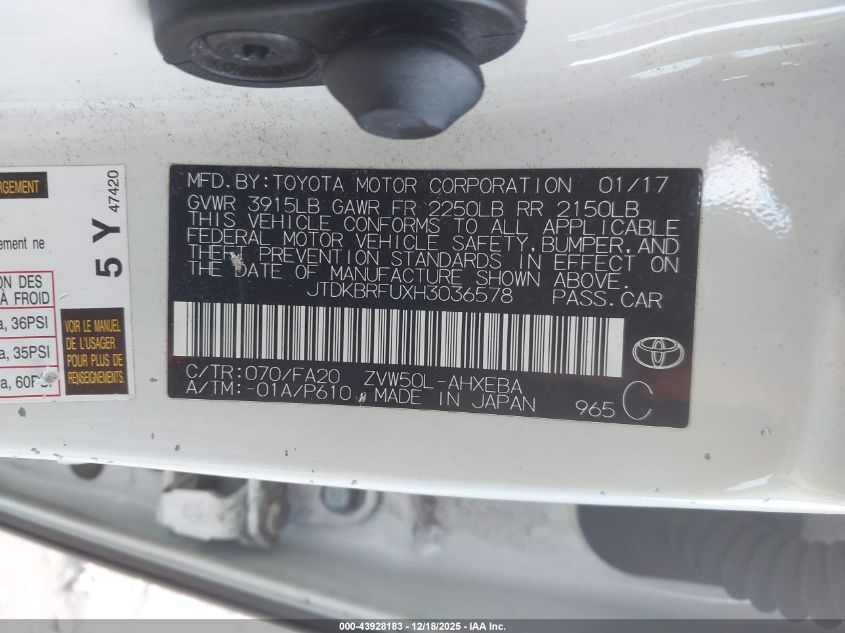 MFD.BY:TOYOTA MOTOR CORPORATION 01/17
GVWR 3915LB GAWR FR 2250LB RR 2150LB
THIS VEHICLE CONFORMS TO ALL APPLICABLE
FEDERAL MOTOR VEHICLE SAFETY,BUMPER,AND
THEFT PREVENTION STANDARDS IN EFFECT ON
THE DATE OF MANUFACTURE SHOWN ABOVE.
JTDKBRFUXH3036578 PASS.CAR
C/TR:070/FA20 ZVW50L-AHXEBA
A/TM:-01A/P610, MADE IN JAPAN 965 C
5 Y 47420
ement ne
ON DES
À FROID
a, 36PSI
a, 35PSI
a, 60PSI
VOIR LE MANUEL
POUR PLUS DE
RENSEIGNEMENTS
000-43928183 - 12/18/2025 - IAA Inc.